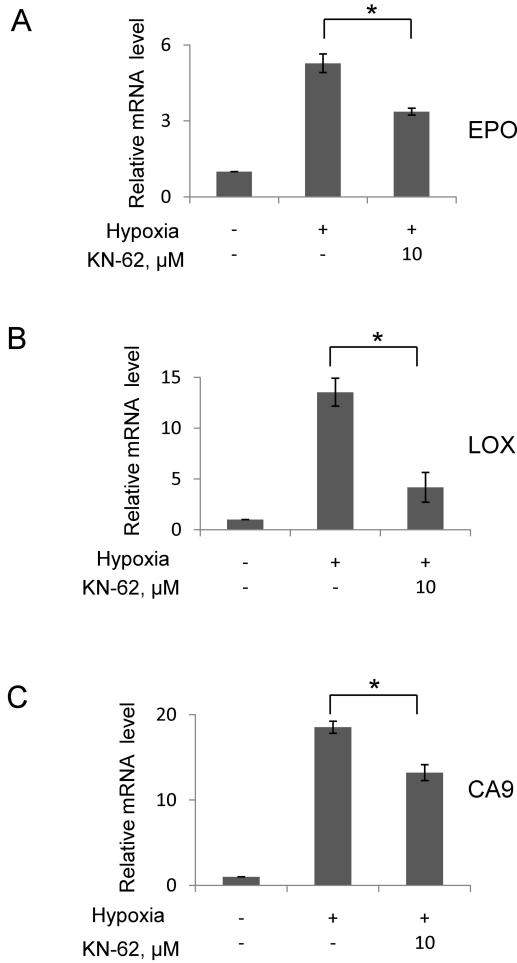 A
*
Relative mRNA level
6
3
0
EPO
Hypoxia - + +
KN-62, µM - - 10
B
*
Relative mRNA level
15
10
5
0
LOX
Hypoxia - + +
KN-62, µM - - 10
C
*
Relative mRNA level
20
10
0
CA9
Hypoxia - + +
KN-62, µM - - 10